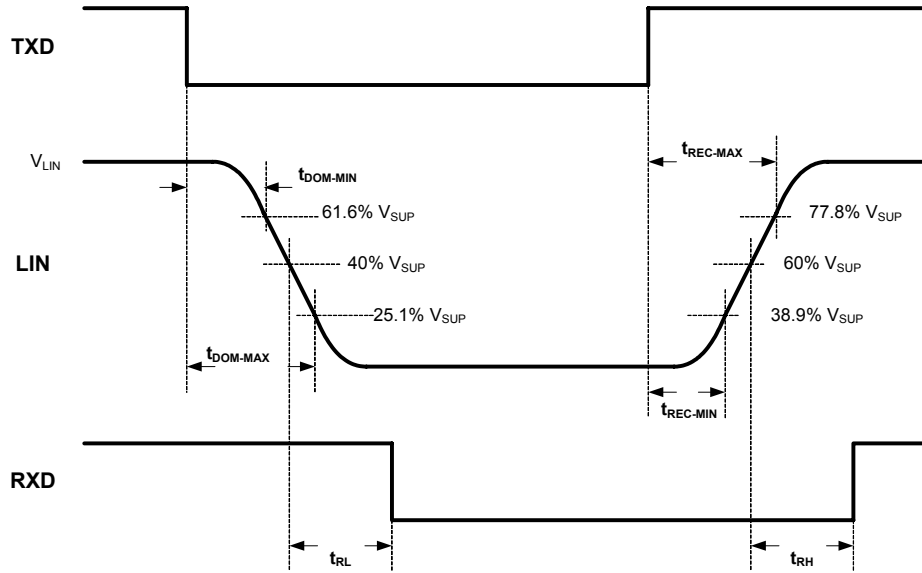 TXD
V_LIN
t_REC-MAX
t_DOM-MIN
61.6% V_SUP
77.8% V_SUP
LIN
40% V_SUP
60% V_SUP
25.1% V_SUP
38.9% V_SUP
t_DOM-MAX
t_REC-MIN
RXD
t_RL
t_RH